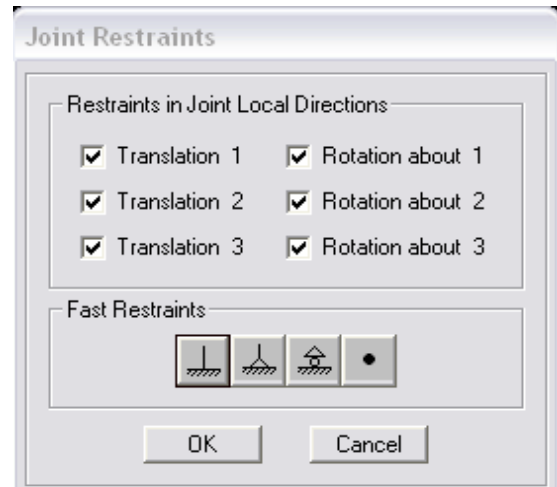 Joint Restraints
Restraints in Joint Local Directions
Translation 1 Rotation about 1
Translation 2 Rotation about 2
Translation 3 Rotation about 3
Fast Restraints
OK Cancel